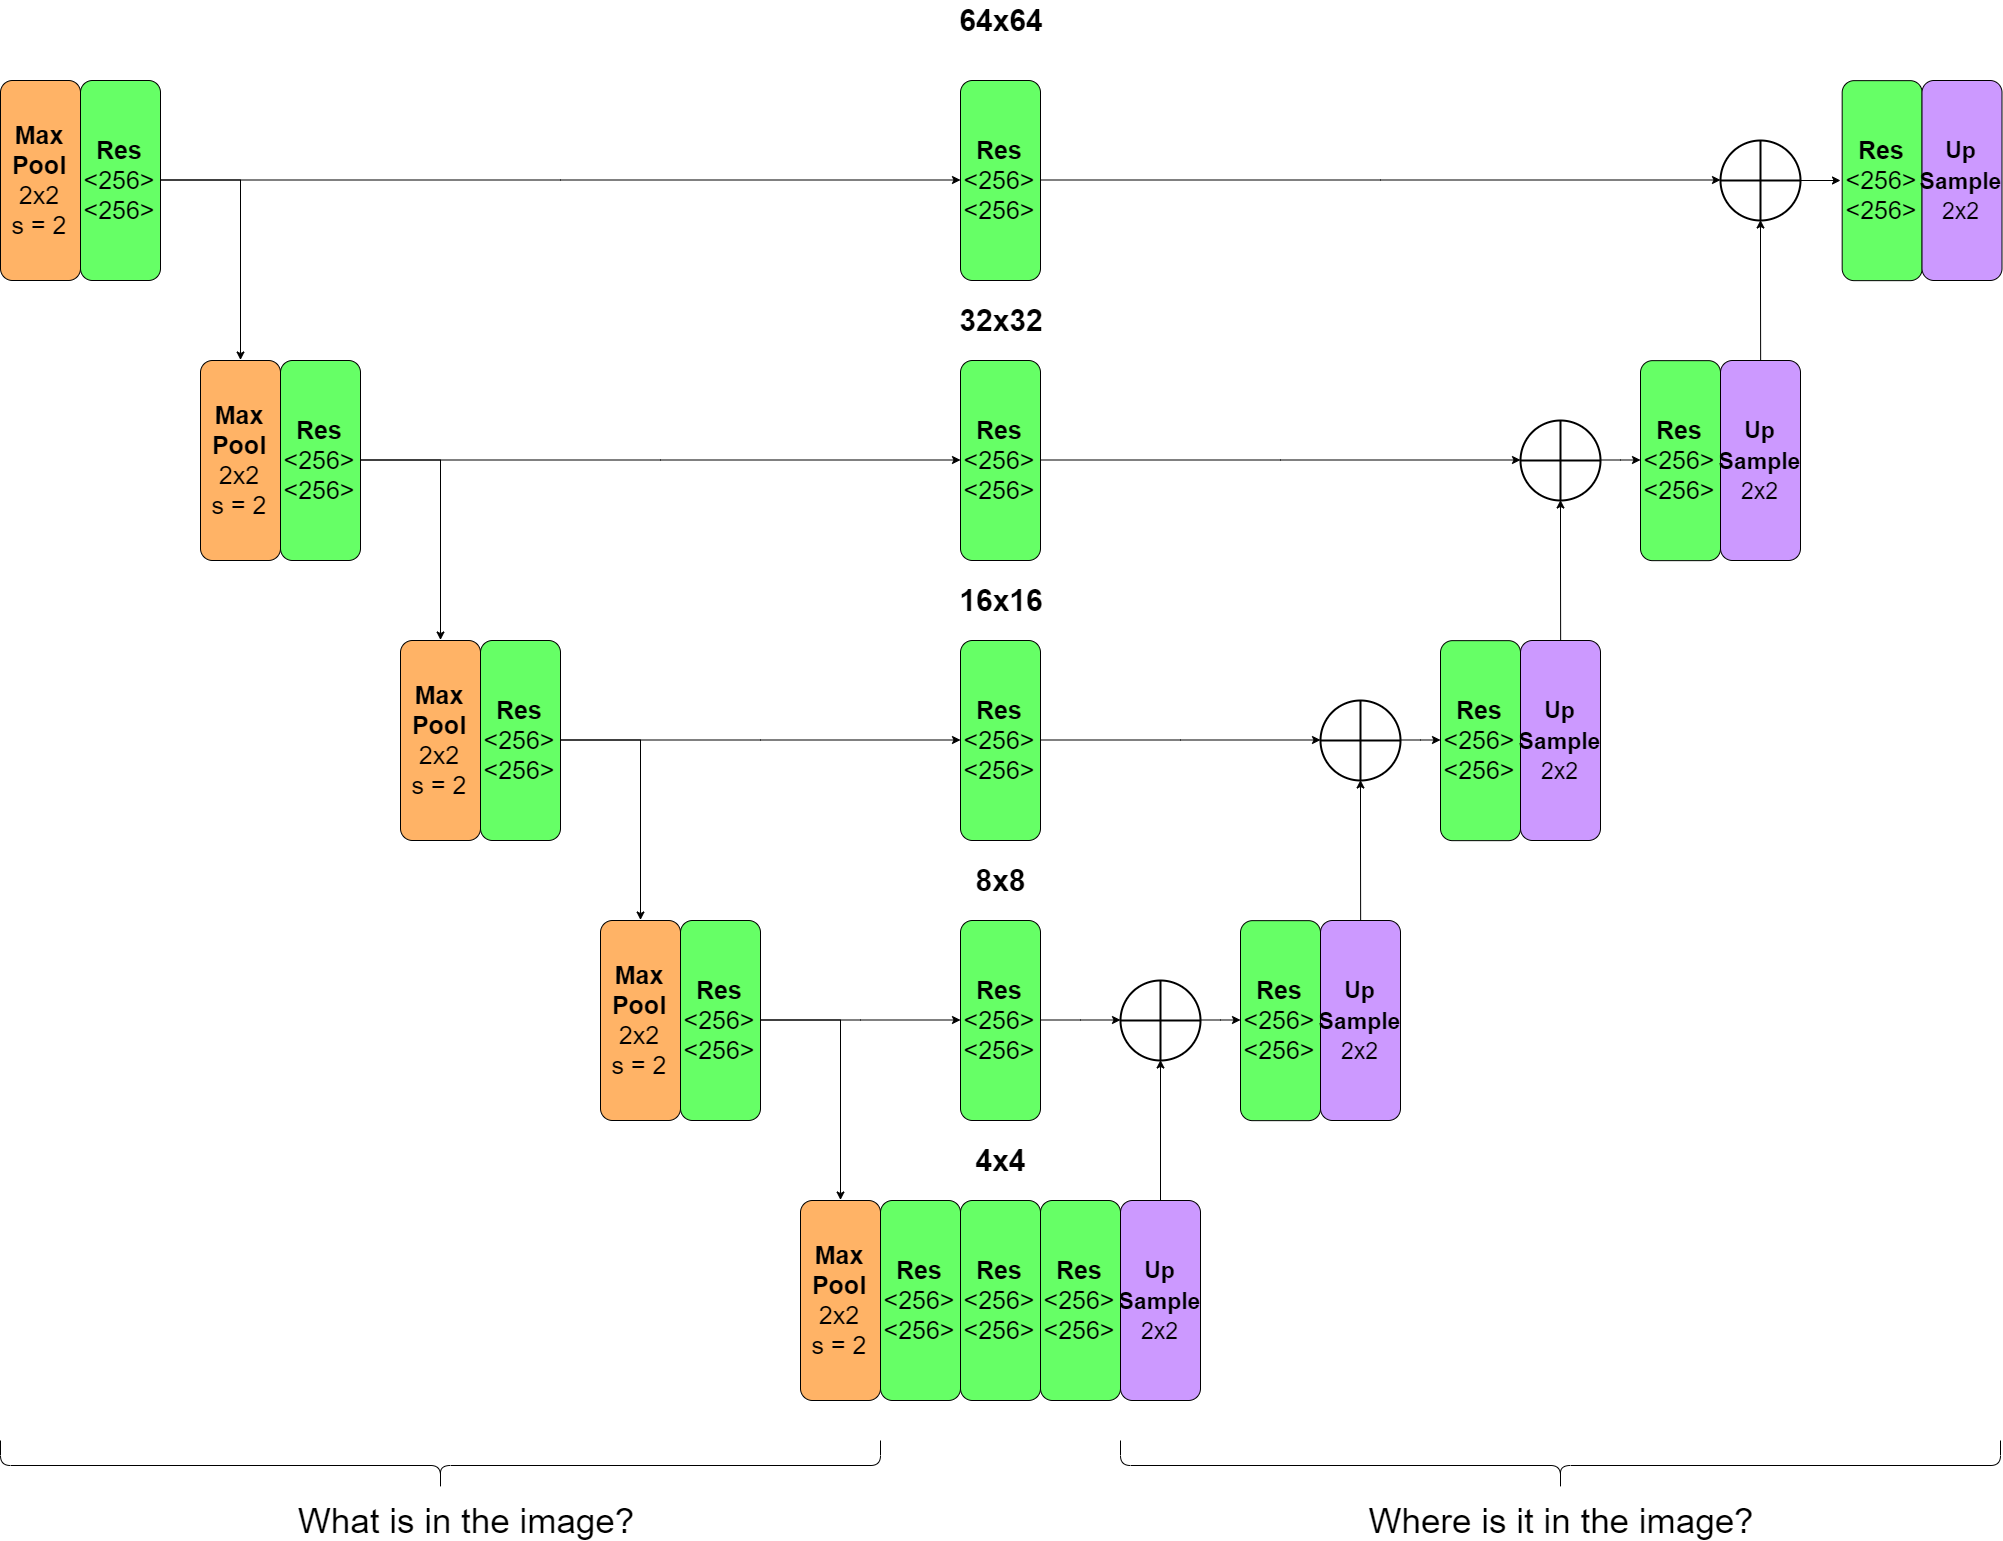 64x64
Max
Pool
2x2
s = 2
Res
<256>
<256>
Res
<256>
<256>
Res
<256>
<256>
Up
Sample
2x2
32x32
Max
Pool
2x2
s = 2
Res
<256>
<256>
Res
<256>
<256>
Res
<256>
<256>
Up
Sample
2x2
16x16
Max
Pool
2x2
s = 2
Res
<256>
<256>
Res
<256>
<256>
Res
<256>
<256>
Up
Sample
2x2
8x8
Max
Pool
2x2
s = 2
Res
<256>
<256>
Res
<256>
<256>
Res
<256>
<256>
Up
Sample
2x2
4x4
Max
Pool
2x2
s = 2
Res
<256>
<256>
Res
<256>
<256>
Res
<256>
<256>
Up
Sample
2x2
What is in the image?
Where is it in the image?